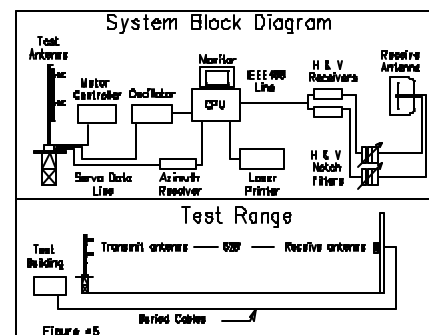 System Block Diagram
Test
Antenna
Monitor
IEEE488
Line
H & V
Receivers
Receive
Antenna
Motor
Controller
Oscillator
CPU
Servo Data
Line
Azimuth
Resolver
Laser
Printer
H & V
Notch
Filters
Test Range
Test
Building
Transmit antenna
Receive antenna
Buried Cables
Figure #5